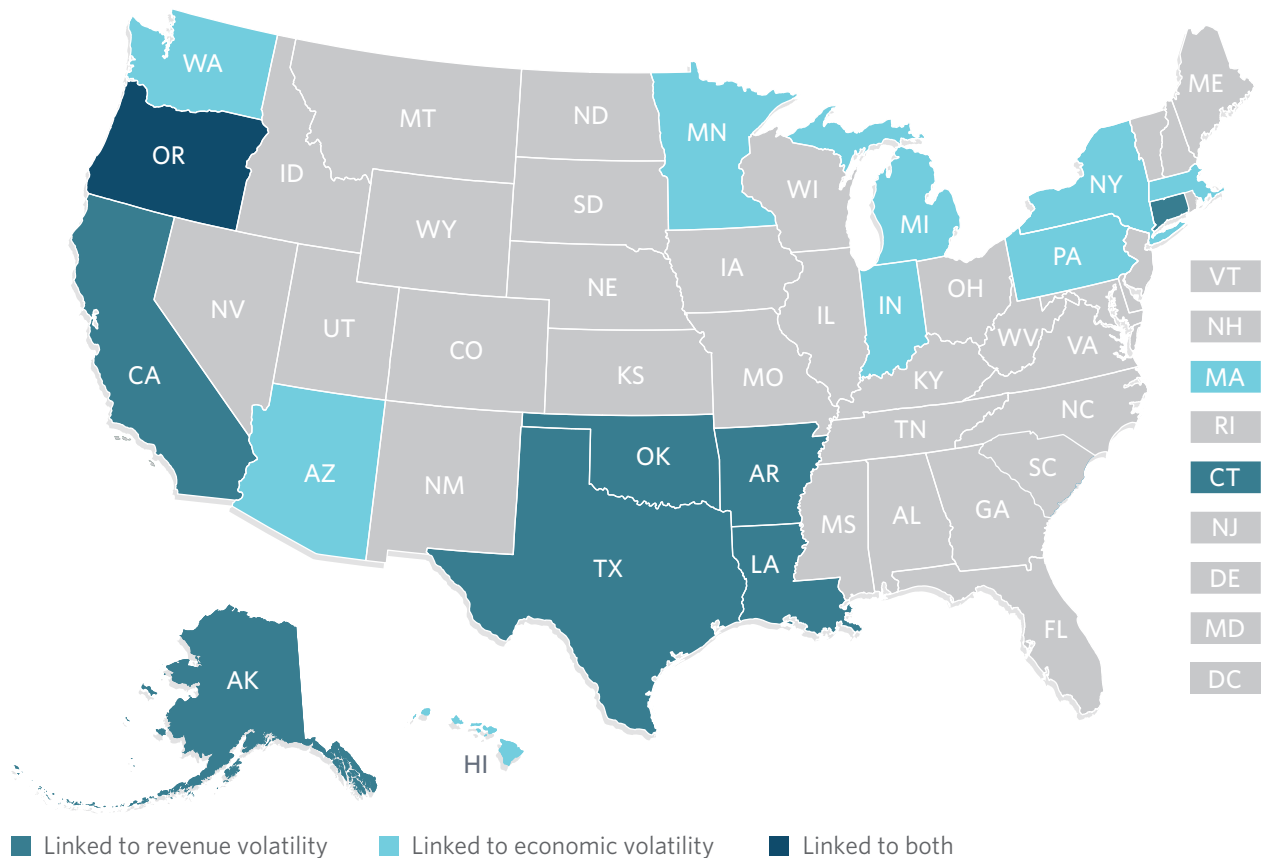 WA
ME
MT
ND
MN
OR
ID
WI
NY
SD
MI
WY
PA
IA
VT
NE
OH
IN
NV
IL
NH
UT
WV
CO
VA
CA
KS
MO
KY
MA
NC
TN
RI
OK
SC
AZ
AR
CT
NM
GA
MS
AL
NJ
LA
TX
DE
FL
MD
AK
DC
HI
Linked to revenue volatility
Linked to economic volatility
Linked to both